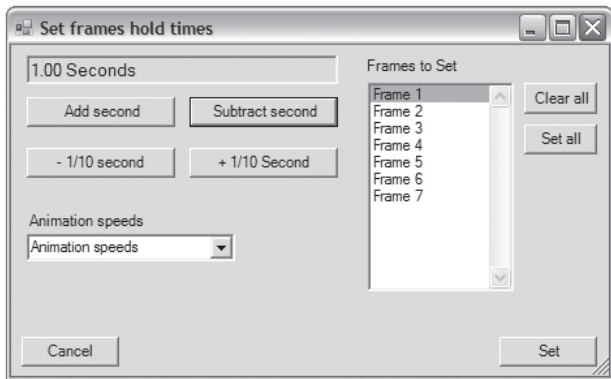 Set frames hold times
1.00 Seconds
Add second
Subtract second
- 1/10 second
+ 1/10 Second
Animation speeds
Animation speeds
Frames to Set
Frame 1
Frame 2
Frame 3
Frame 4
Frame 5
Frame 6
Frame 7
Clear all
Set all
Cancel
Set